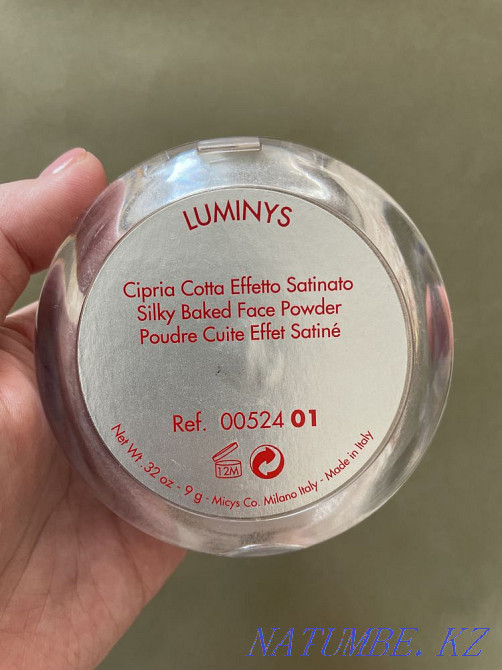 LUMINYS
Cipria Cotta Effetto Satinato
Silky Baked Face Powder
Poudre Cuite Effet Satiné
Ref. 00524 01
12M
Net Wt .32 oz - 9 g - Micys Co. Milano Italy - Made in Italy
NATUMBE. KZ